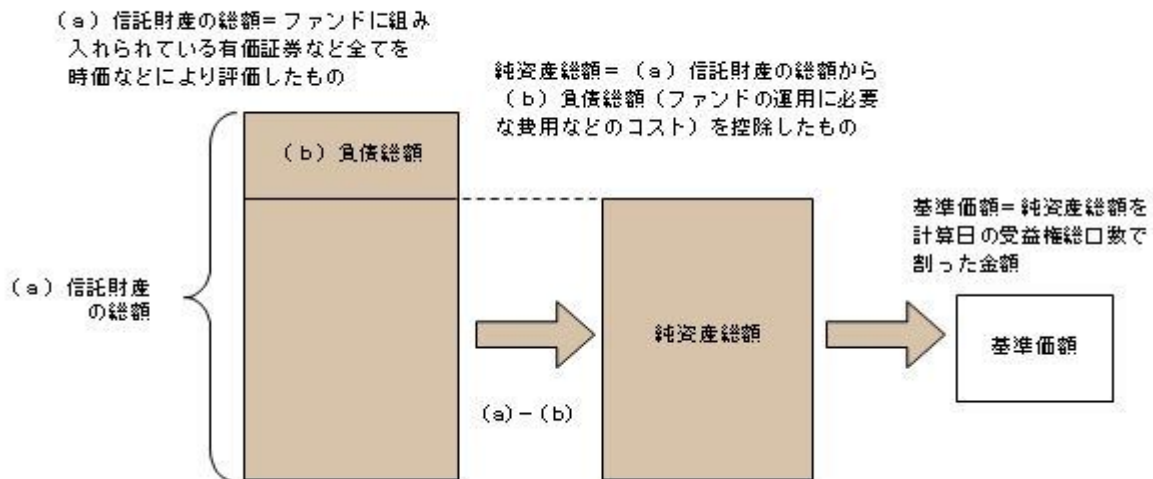 （a）信託財産の総額＝ファンドに組み
入れられている有価証券など全てを
時価などにより評価したもの
純資産総額＝（a）信託財産の総額から
（b）負債総額（ファンドの運用に必要
な費用などのコスト）を控除したもの
（b）負債総額
基準価額＝純資産総額を
計算日の受益権総口数で
割った金額
（a）信託財産
の総額
純資産総額
基準価額
（a）−（b）